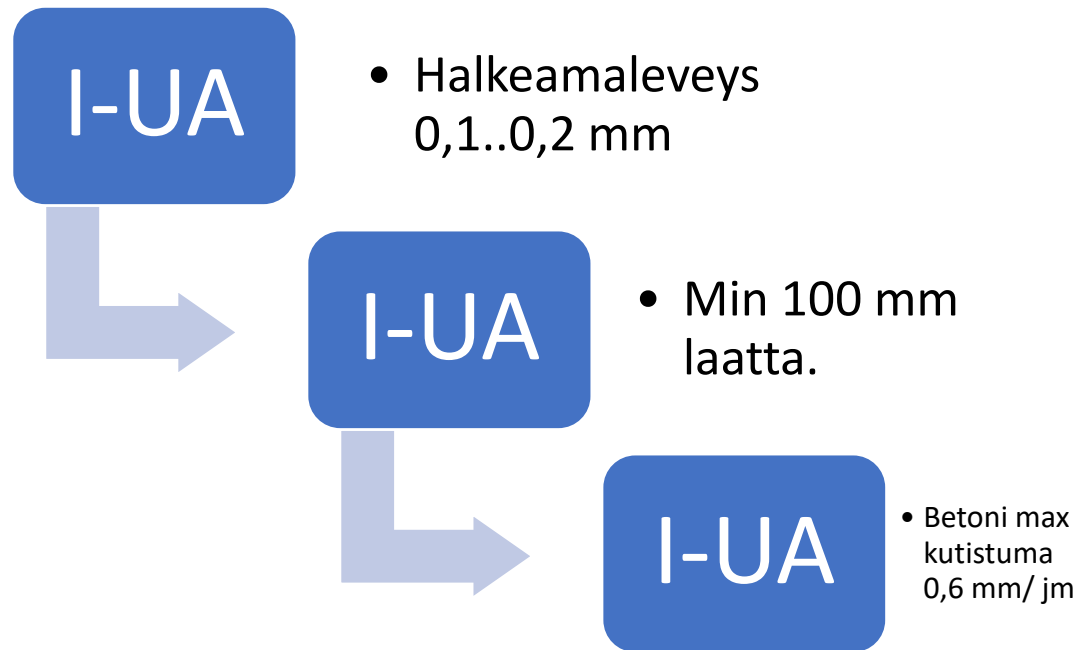 I-UA
• Halkeamaleveys
0,1..0,2 mm
I-UA
• Min 100 mm
laatta.
I-UA
• Betoni max
kutistuma
0,6 mm/ jm